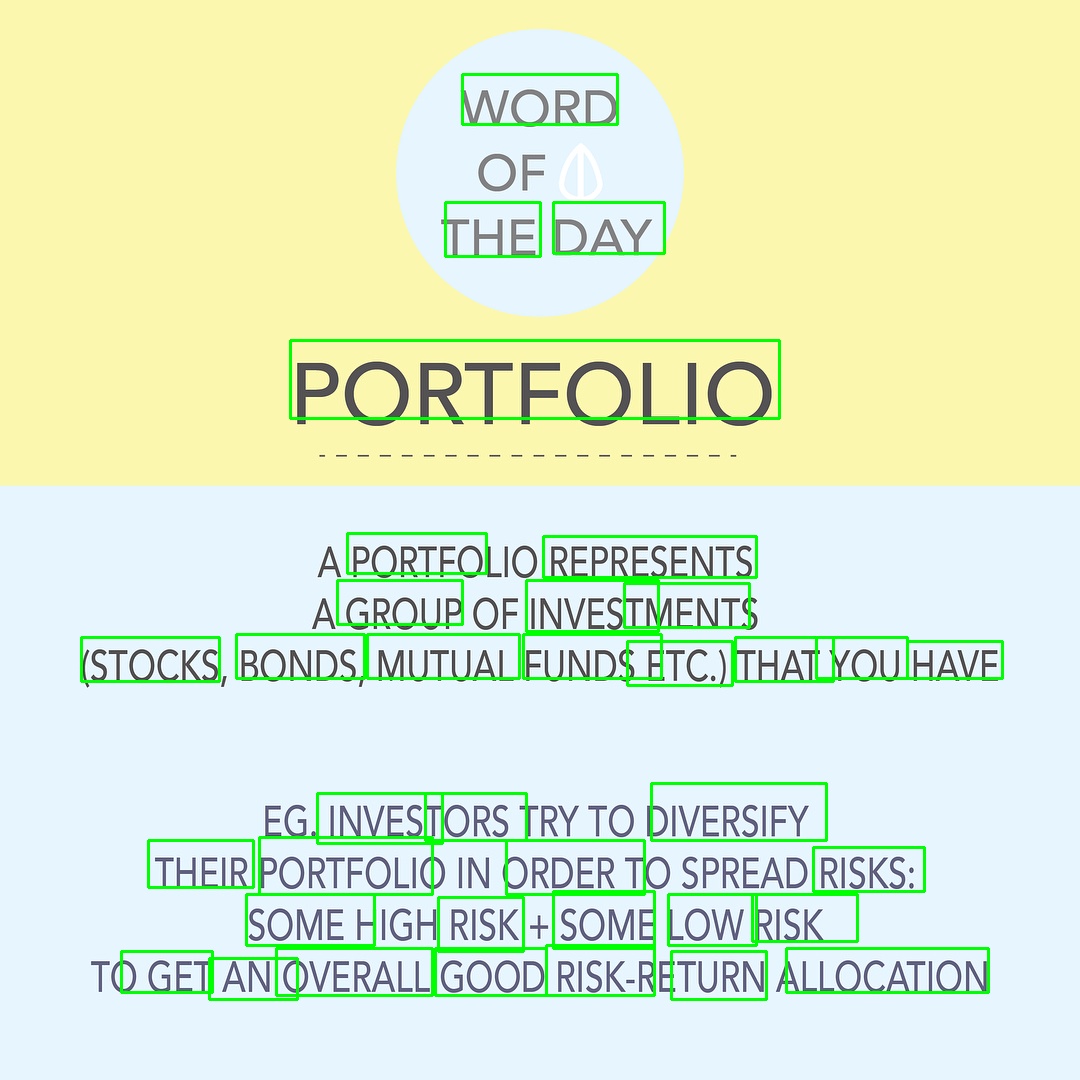 WORD
OF
THE DAY
PORTFOLIO
A PORTFOLIO REPRESENTS
A GROUP OF INVESTMENTS
(STOCKS, BONDS, MUTUAL FUNDS ETC.) THAT YOU HAVE
EG. INVESTORS TRY TO DIVERSIFY
THEIR PORTFOLIO IN ORDER TO SPREAD RISKS:
SOME HIGH RISK + SOME LOW RISK
TO GET AN OVERALL GOOD RISK-RETURN ALLOCATION